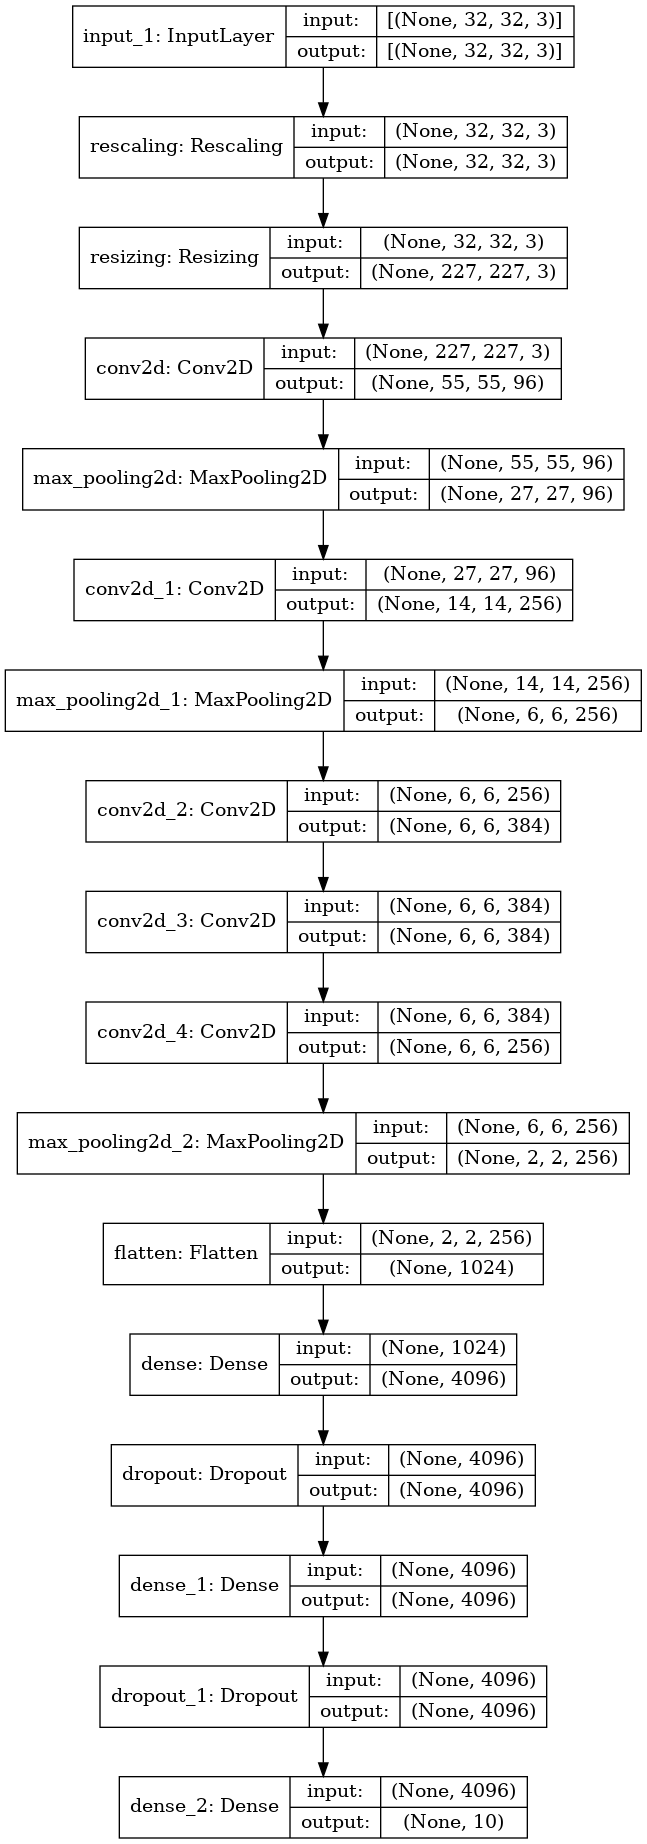 input_1: InputLayer
input:
[(None, 32, 32, 3)]
output:
[(None, 32, 32, 3)]
rescaling: Rescaling
input:
(None, 32, 32, 3)
output:
(None, 32, 32, 3)
resizing: Resizing
input:
(None, 32, 32, 3)
output:
(None, 227, 227, 3)
conv2d: Conv2D
input:
(None, 227, 227, 3)
output:
(None, 55, 55, 96)
max_pooling2d: MaxPooling2D
input:
(None, 55, 55, 96)
output:
(None, 27, 27, 96)
conv2d_1: Conv2D
input:
(None, 27, 27, 96)
output:
(None, 14, 14, 256)
max_pooling2d_1: MaxPooling2D
input:
(None, 14, 14, 256)
output:
(None, 6, 6, 256)
conv2d_2: Conv2D
input:
(None, 6, 6, 256)
output:
(None, 6, 6, 384)
conv2d_3: Conv2D
input:
(None, 6, 6, 384)
output:
(None, 6, 6, 384)
conv2d_4: Conv2D
input:
(None, 6, 6, 384)
output:
(None, 6, 6, 256)
max_pooling2d_2: MaxPooling2D
input:
(None, 6, 6, 256)
output:
(None, 2, 2, 256)
flatten: Flatten
input:
(None, 2, 2, 256)
output:
(None, 1024)
dense: Dense
input:
(None, 1024)
output:
(None, 4096)
dropout: Dropout
input:
(None, 4096)
output:
(None, 4096)
dense_1: Dense
input:
(None, 4096)
output:
(None, 4096)
dropout_1: Dropout
input:
(None, 4096)
output:
(None, 4096)
dense_2: Dense
input:
(None, 4096)
output:
(None, 10)